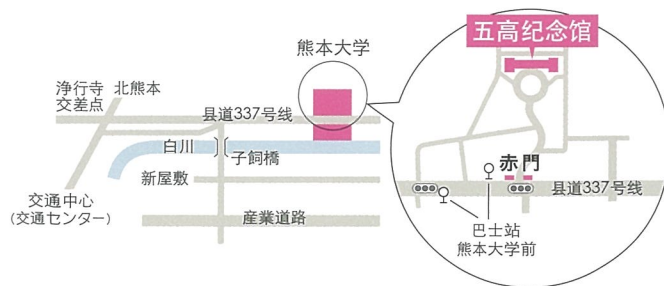 五高纪念馆
熊本大学
浄行寺
交差点
北熊本
県道337号线
白川
子飼橋
新屋敷
赤門
県道337号线
交通中心
(交通センター)
産業道路
巴士站
熊本大学前